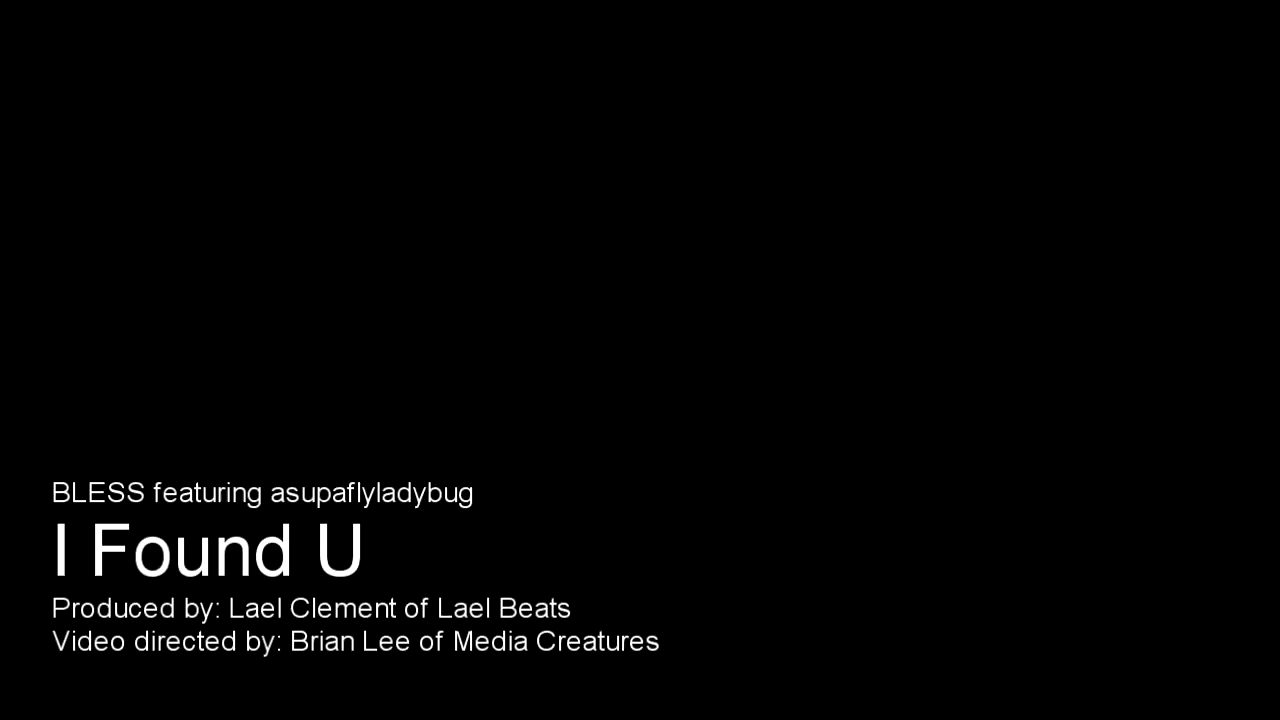 BLESS featuring asupaflyladybug
I Found U
Produced by: Lael Clement of Lael Beats
Video directed by: Brian Lee of Media Creatures